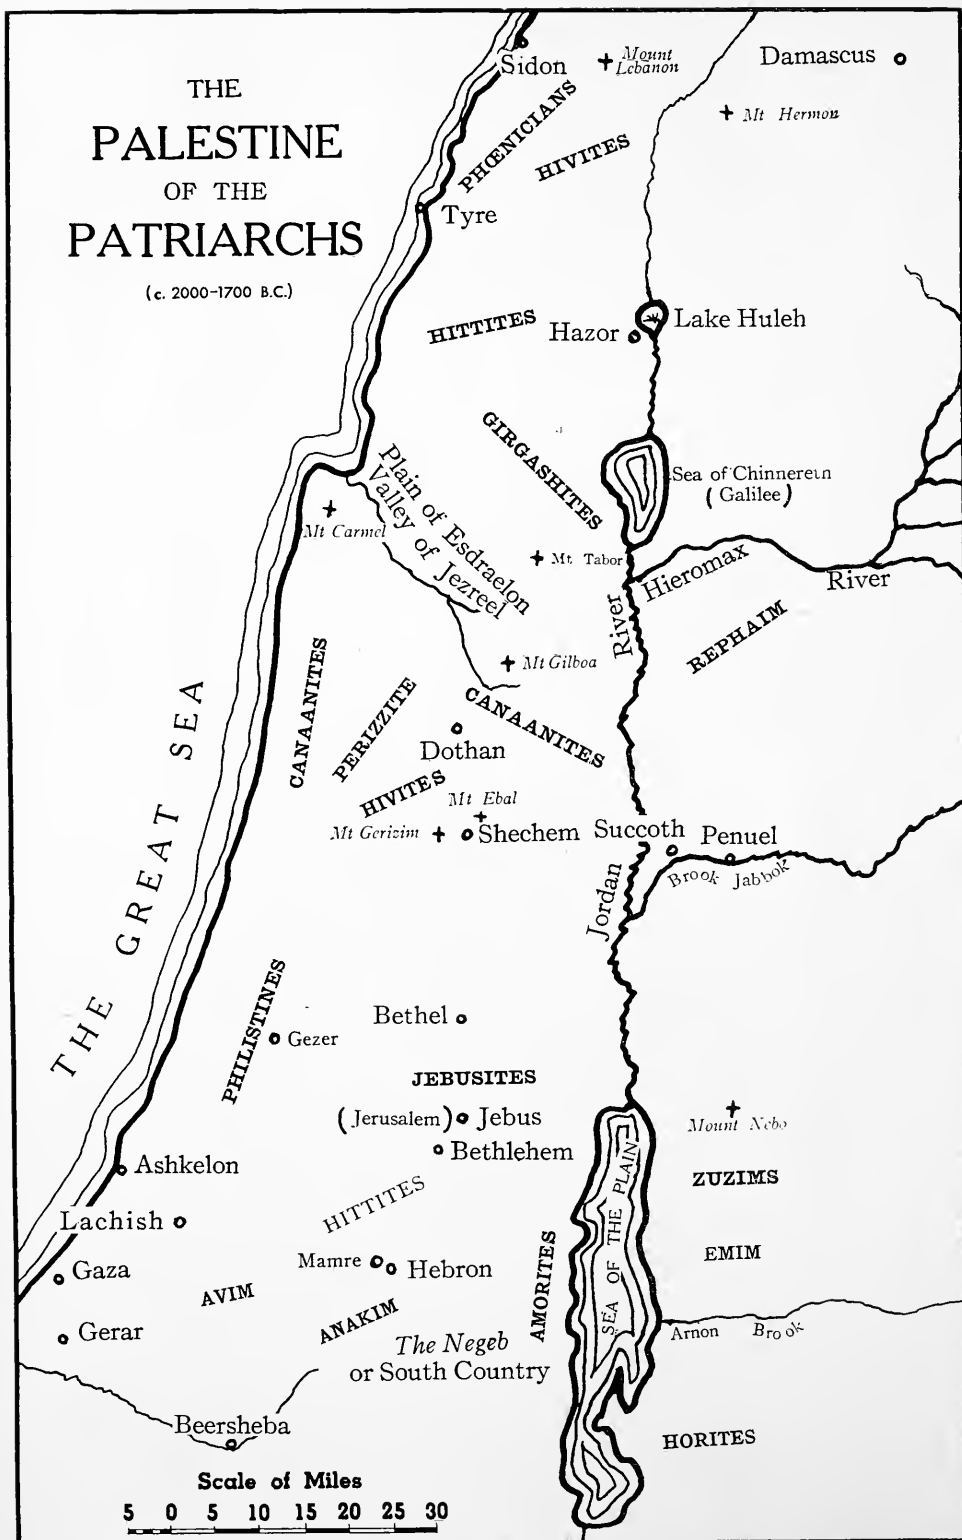 THE
PALESTINE
OF THE
PATRIARCHS
(c. 2000-1700 B.C.)
Sidon
Mount
Lebanon
Damascus
Mt Hermon
PHŒNICIANS
HIVITES
Tyre
HITTITES
Hazor
Lake Huleh
GIRGASHITES
Sea of Chinnereth
(Galilee)
Plain of Esdraelon
Valley of Jezreel
Mt Carmel
Mt. Tabor
Hieromax
River
River
REPHAIM
Mt Gilboa
CANAANITES
PERIZZITE
CANAANITES
Dothan
HIVITES
Mt Ebal
Mt Gerizim
Shechem
Succoth
Penuel
Brook Jabbok
Jordan
THE GREAT SEA
PHILISTINES
Bethel
Gezer
JEBUSITES
(Jerusalem)
Jebus
Mount Nebo
Bethlehem
Ashkelon
ZUZIMS
SEA OF THE PLAIN
HITTITES
Lachish
EMIM
Mamre
Hebron
Gaza
AVIM
AMORITES
ANAKIM
Gerar
Arnon Brook
The Negeb
or South Country
Beersheba
HORITES
Scale of Miles
5 0 5 10 15 20 25 30